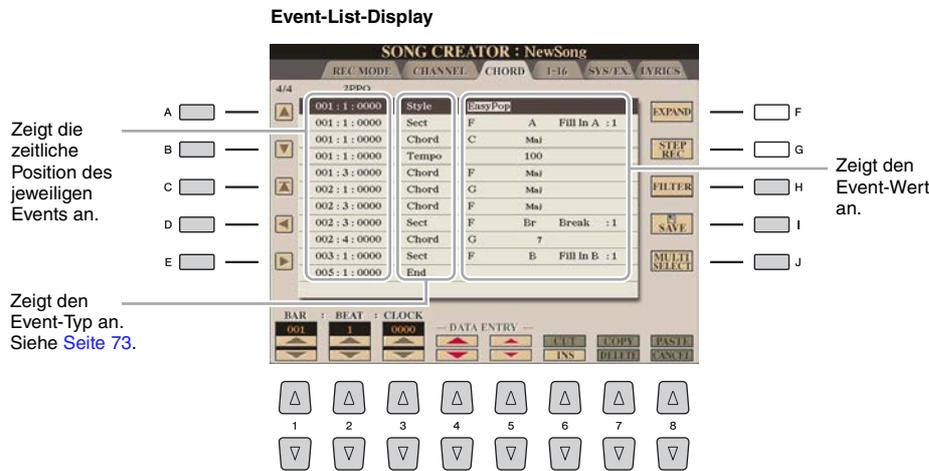 Event-List-Display
SONG CREATOR : NewSong
REC MODE CHANNEL CHORD 1-16 SYS/EX. LYRICS
4/4 2PPQ
001 : 1 : 0000 Style EasyPop
001 : 1 : 0000 Sect F A Fill In A :1
001 : 1 : 0000 Chord C Maj
001 : 1 : 0000 Tempo 100
001 : 3 : 0000 Chord F Maj
002 : 1 : 0000 Chord G Maj
002 : 3 : 0000 Chord F Maj
002 : 3 : 0000 Sect F Br Break :1
002 : 4 : 0000 Chord G 7
003 : 1 : 0000 Sect F B Fill In B :1
005 : 1 : 0000 End
A
B
C
D
E
EXPAND
STEP REC
FILTER
SAVE
MULTI SELECT
F
G
H
I
J
Zeigt die
zeitliche
Position des
jeweiligen
Events an.
Zeigt den
Event-Wert
an.
Zeigt den
Event-Typ an.
Siehe Seite 73.
BAR : BEAT : CLOCK
001 1 0000
DATA ENTRY
CUT COPY PASTE
INS DELETE CANCEL
1 2 3 4 5 6 7 8